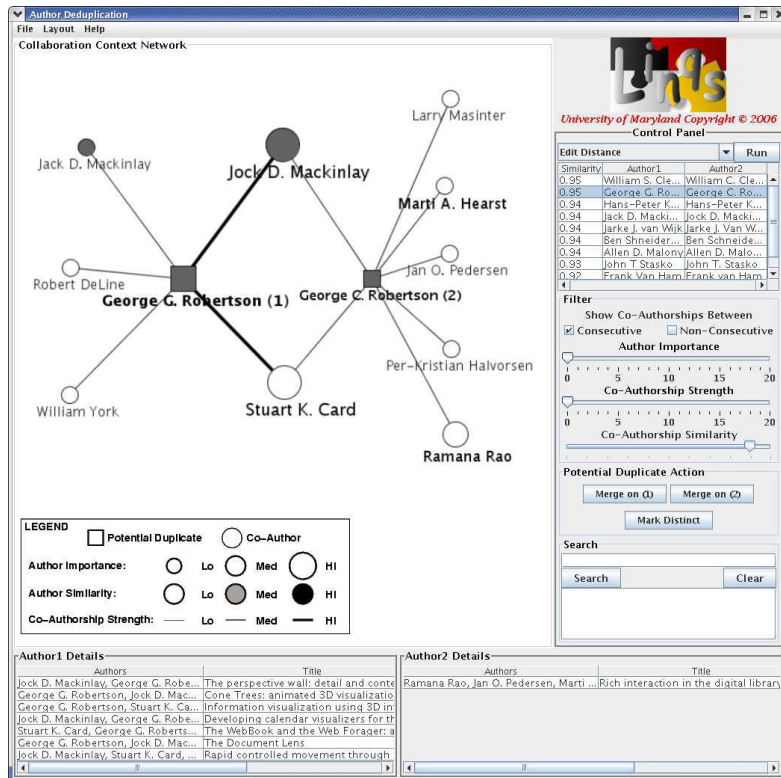 Author Deduplication
File Layout Help
Collaboration Context Network
Larry Masinter
Jack D. Mackinlay
Jock D. Mackinlay
Marti A. Hearst
Robert DeLine
Jan O. Pedersen
George G. Robertson (1)
George C. Robertson (2)
Per-Kristian Halvorsen
William York
Stuart K. Card
Ramana Rao
LEGEND
Potential Duplicate Co-Author
Author Importance: Lo Med HI
Author Similarity: Lo Med HI
Co-Authorship Strength: Lo Med HI
Linqs
University of Maryland Copyright © 2006
Control Panel
Edit Distance Run
Similarity Author1 Author2
0.95 William S. Cle... William C. Cle...
0.95 George G. Ro... George C. Ro...
0.94 Hans-Peter K... Hans-Peter K...
0.94 Jack D. Macki... Jock D. Macki...
0.94 Jarke J. van Wijk Jarke J. Van W...
0.94 Ben Shneider... Ben Schneide...
0.94 Allen D. Malony Allen D. Malo...
0.93 John T Stasko John T. Stasko
0.92 Frank Van Ham Frank van Ham
Filter
Show Co-Authorships Between
Consecutive Non-Consecutive
Author Importance
0 5 10 15 20
Co-Authorship Strength
0 5 10 15 20
Co-Authorship Similarity
Potential Duplicate Action
Merge on (1) Merge on (2)
Mark Distinct
Search
Search Clear
Author1 Details
Authors Title
Jock D. Mackinlay, George G. Robe... The perspective wall: detail and conte
George G. Robertson, Jock D. Mac... Cone Trees: animated 3D visualizatio
George G. Robertson, Stuart K. Ca... Information visualization using 3D in
Jock D. Mackinlay, George G. Robe... Developing calendar visualizers for th
Stuart K. Card, George G. Roberts... The WebBook and the Web Forager: a
George G. Robertson, Jock D. Mac... The Document Lens
Jock D. Mackinlay, Stuart K. Card, ... Rapid controlled movement through
Author2 Details
Authors Title
Ramana Rao, Jan O. Pedersen, Marti ... Rich interaction in the digital library